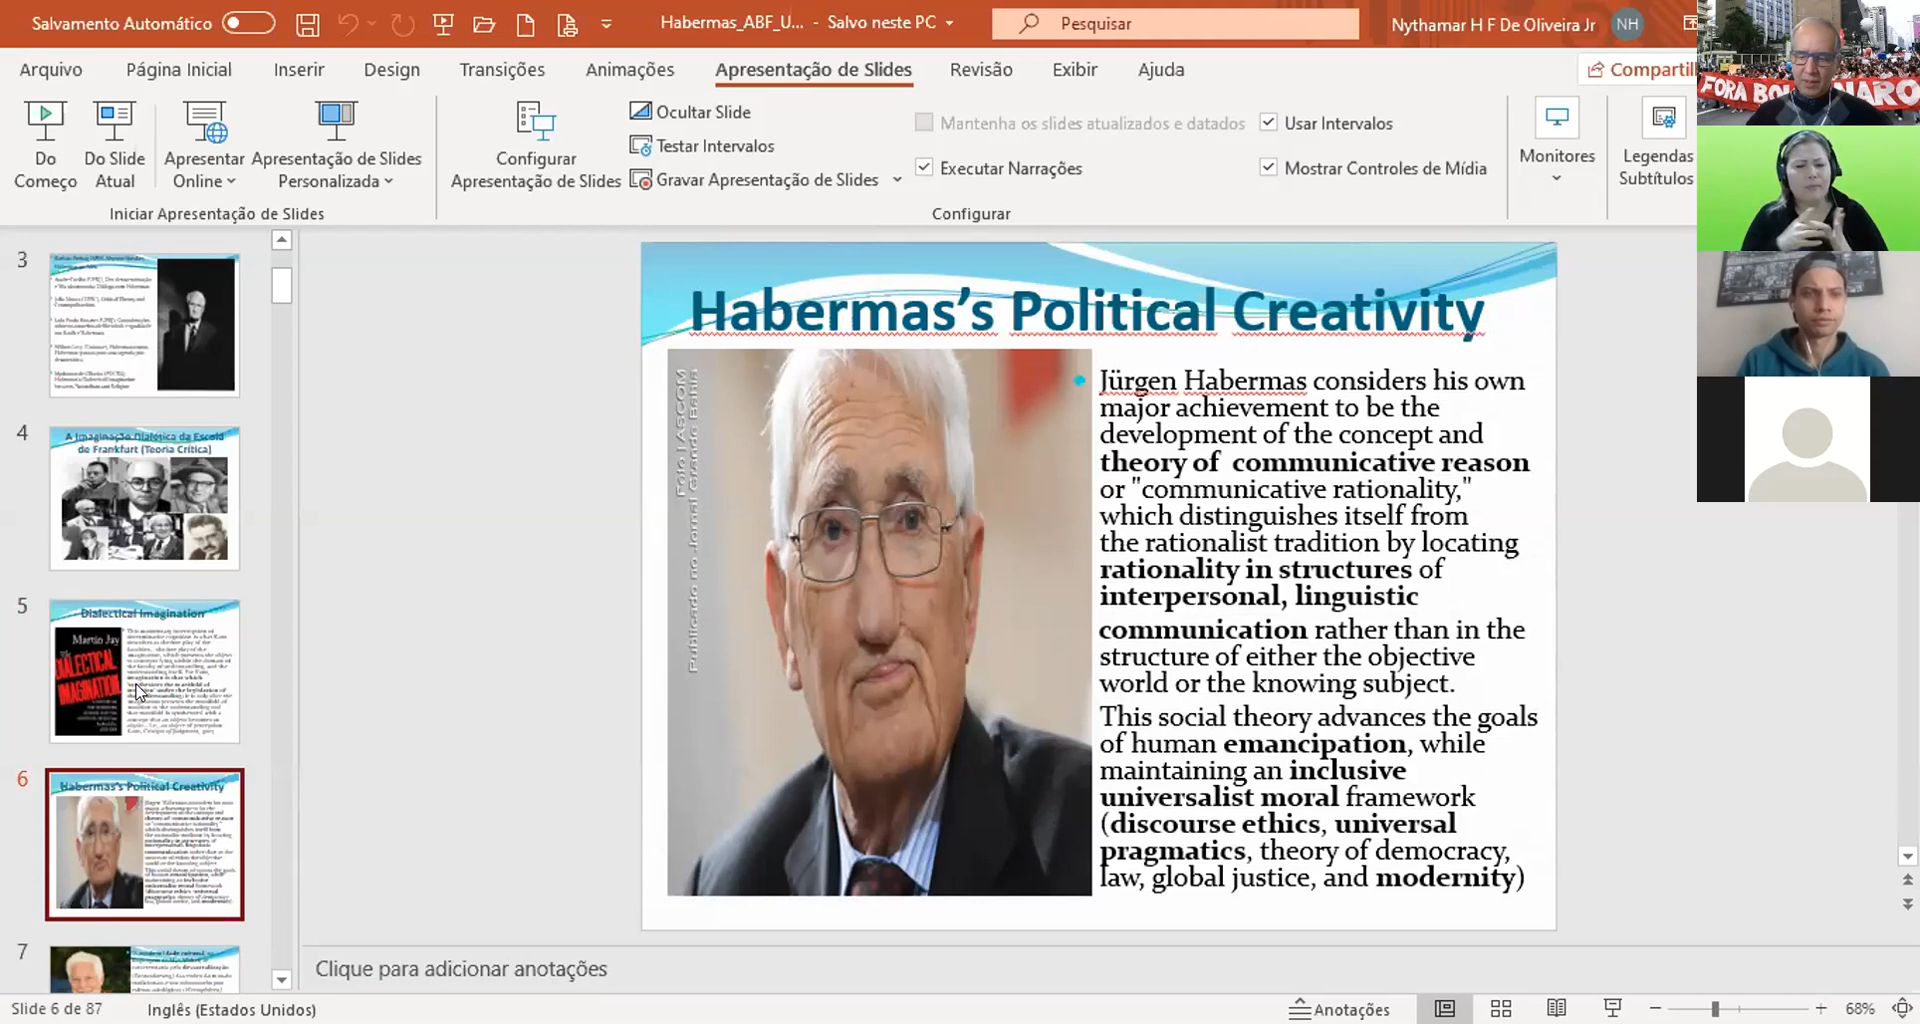 Salvamento Automático
Habermas_ABF_U... - Salvo neste PC
Pesquisar
Nythamar H F De Oliveira Jr
NH
Arquivo
Página Inicial
Inserir
Design
Transições
Animações
Apresentação de Slides
Revisão
Exibir
Ajuda
Compartil
FORA BOLSONARO
Do Começo
Do Slide Atual
Apresentar Online
Apresentação de Slides Personalizada
Iniciar Apresentação de Slides
Configurar Apresentação de Slides
Ocultar Slide
Testar Intervalos
Gravar Apresentação de Slides
Mantenha os slides atualizados e datados
Executar Narrações
Usar Intervalos
Mostrar Controles de Mídia
Configurar
Monitores
Legendas
Subtítulos
3
4
A Imaginação Dialética da Escola
de Frankfurt (Teoria Crítica)
5
Dialectical Imagination
Martin Jay
DIALECTICAL
IMAGINATION
6
Habermas's Political Creativity
7
Habermas's Political Creativity
Foto | ASCOM
Publicado no Jornal Grande Bahia
Jürgen Habermas considers his own
major achievement to be the
development of the concept and
theory of communicative reason
or "communicative rationality,"
which distinguishes itself from
the rationalist tradition by locating
rationality in structures of
interpersonal, linguistic
communication rather than in the
structure of either the objective
world or the knowing subject.
This social theory advances the goals
of human emancipation, while
maintaining an inclusive
universalist moral framework
(discourse ethics, universal
pragmatics, theory of democracy,
law, global justice, and modernity)
Clique para adicionar anotações
Slide 6 de 87
Inglês (Estados Unidos)
Anotações
68%